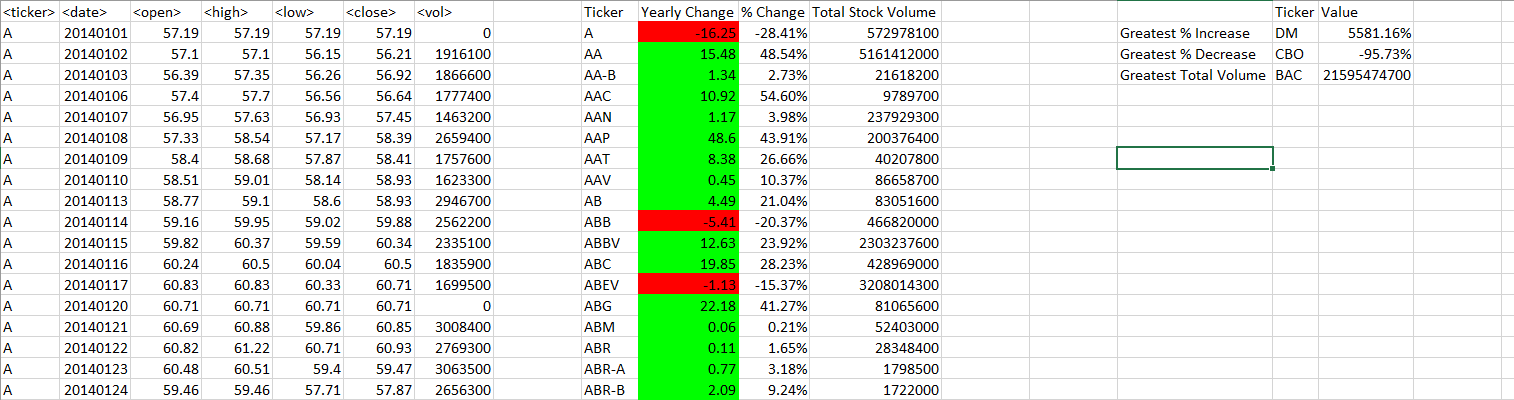 <ticker> <date> <open> <high> <low> <close> <vol> Ticker Yearly Change % Change Total Stock Volume Ticker Value
A 20140101 57.19 57.19 57.19 57.19 0 A -16.25 -28.41% 572978100 Greatest % Increase DM 5581.16%
A 20140102 57.1 57.1 56.15 56.21 1916100 AA 15.48 48.54% 5161412000 Greatest % Decrease CBO -95.73%
A 20140103 56.39 57.35 56.26 56.92 1866600 AA-B 1.34 2.73% 21618200 Greatest Total Volume BAC 21595474700
A 20140106 57.4 57.7 56.56 56.64 1777400 AAC 10.92 54.60% 9789700
A 20140107 56.95 57.63 56.93 57.45 1463200 AAN 1.17 3.98% 237929300
A 20140108 57.33 58.54 57.17 58.39 2659400 AAP 48.6 43.91% 200376400
A 20140109 58.4 58.68 57.87 58.41 1757600 AAT 8.38 26.66% 40207800
A 20140110 58.51 59.01 58.14 58.93 1623300 AAV 0.45 10.37% 86658700
A 20140113 58.77 59.1 58.6 58.93 2946700 AB 4.49 21.04% 83051600
A 20140114 59.16 59.95 59.02 59.88 2562200 ABB -5.41 -20.37% 466820000
A 20140115 59.82 60.37 59.59 60.34 2335100 ABBV 12.63 23.92% 2303237600
A 20140116 60.24 60.5 60.04 60.5 1835900 ABC 19.85 28.23% 428969000
A 20140117 60.83 60.83 60.33 60.71 1699500 ABEV -1.13 -15.37% 3208014300
A 20140120 60.71 60.71 60.71 60.71 0 ABG 22.18 41.27% 81065600
A 20140121 60.69 60.88 59.86 60.85 3008400 ABM 0.06 0.21% 52403000
A 20140122 60.82 61.22 60.71 60.93 2769300 ABR 0.11 1.65% 28348400
A 20140123 60.48 60.51 59.4 59.47 3063500 ABR-A 0.77 3.18% 1798500
A 20140124 59.46 59.46 57.71 57.87 2656300 ABR-B 2.09 9.24% 1722000